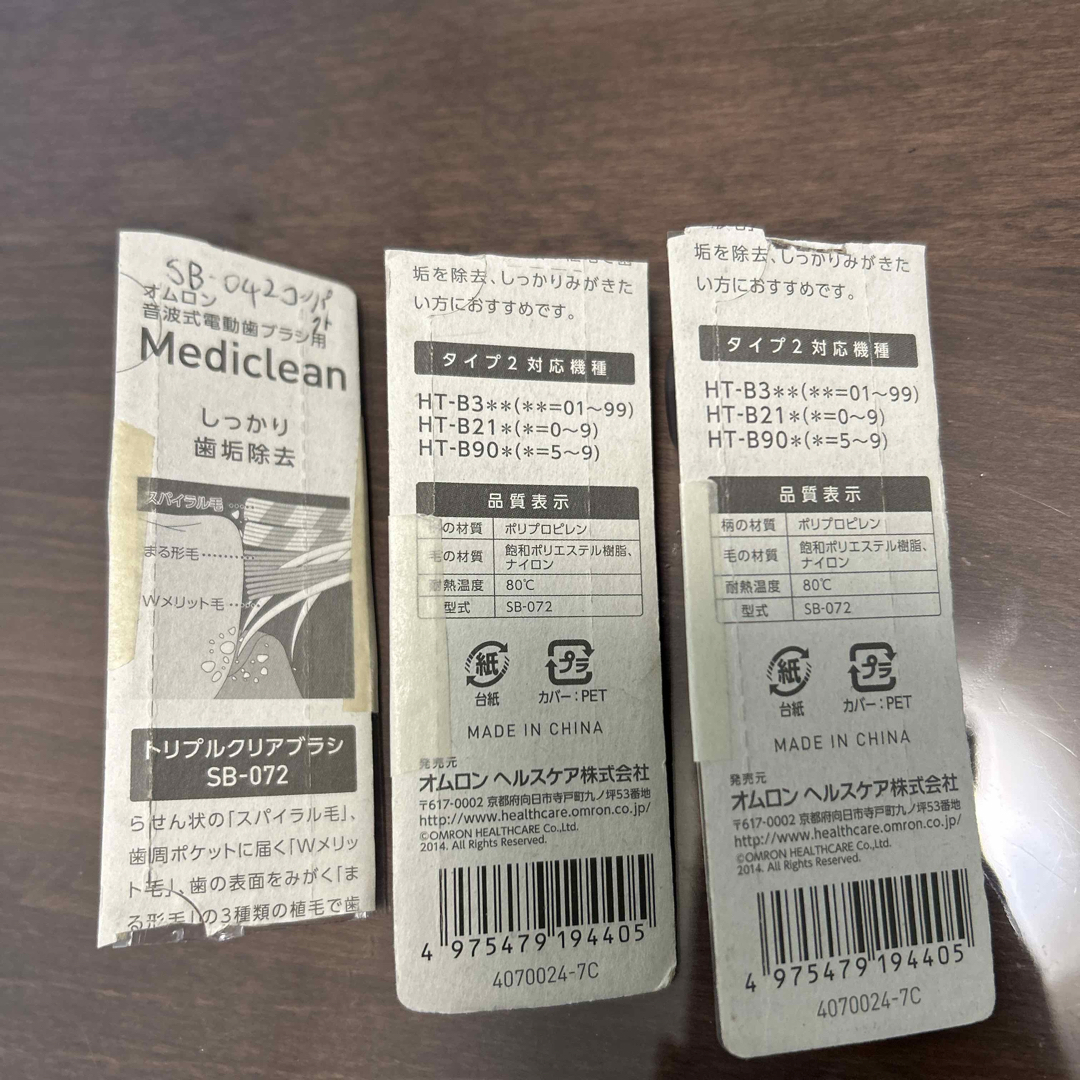 SB-042コンパクト
オムロン
音波式電動歯ブラシ用
Mediclean
しっかり
歯垢除去
スパイラル毛
まる形毛
Wメリット毛
トリプルクリアブラシ
SB-072
らせん状の「スパイラル毛」、
歯周ポケットに届く「Wメリッ
ト毛」、歯の表面をみがく「ま
る形毛」の3種類の植毛で歯
垢を除去、しっかりみがきた
い方におすすめです。
タイプ2対応機種
HT-B3**(**=01～99)
HT-B21*(*=0～9)
HT-B90*(*=5～9)
品質表示
の材質 ポリプロピレン
毛の材質 飽和ポリエステル樹脂、
ナイロン
耐熱温度 80℃
型式 SB-072
紙 プラ
台紙 カバー:PET
MADE IN CHINA
発売元
オムロン ヘルスケア株式会社
〒617-0002 京都府向日市寺戸町九ノ坪53番地
http://www.healthcare.omron.co.jp/
©OMRON HEALTHCARE Co.,Ltd.
2014. All Rights Reserved.
4 975479 194405
4070024-7C
垢を除去、しっかりみがきた
い方におすすめです。
タイプ2対応機種
HT-B3**(**=01～99)
HT-B21*(*=0～9)
HT-B90*(*=5～9)
品質表示
柄の材質 ポリプロピレン
毛の材質 飽和ポリエステル樹脂、
ナイロン
耐熱温度 80℃
型式 SB-072
紙 プラ
台紙 カバー:PET
MADE IN CHINA
発売元
オムロン ヘルスケア株式会社
〒617-0002 京都府向日市寺戸町九ノ坪53番地
http://www.healthcare.omron.co.jp/
©OMRON HEALTHCARE Co.,Ltd.
2014. All Rights Reserved.
4 975479 194405
4070024-7C